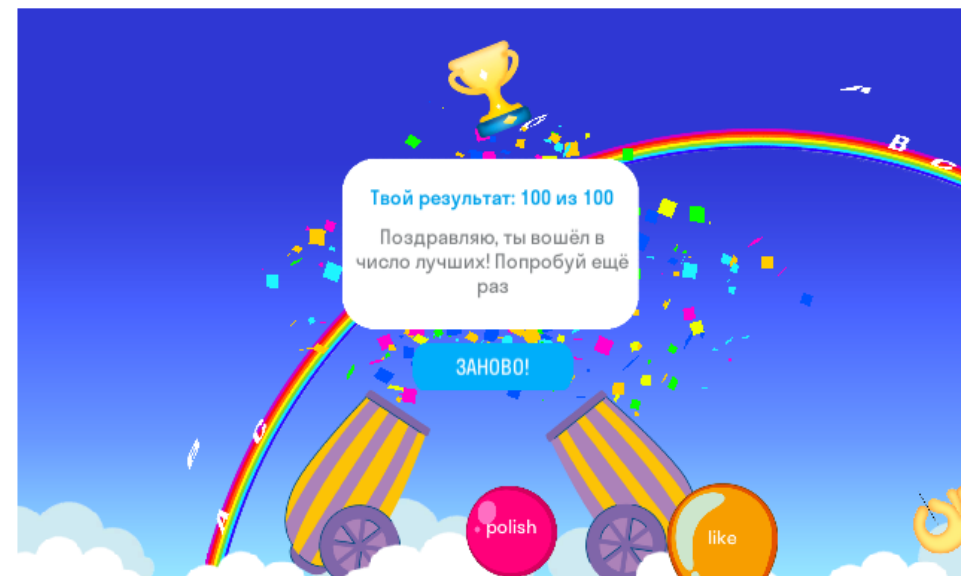 B
C
Твой результат: 100 из 100
Поздравляю, ты вошёл в
число лучших! Попробуй ещё
раз
ЗАНОВО!
C
A
polish
like